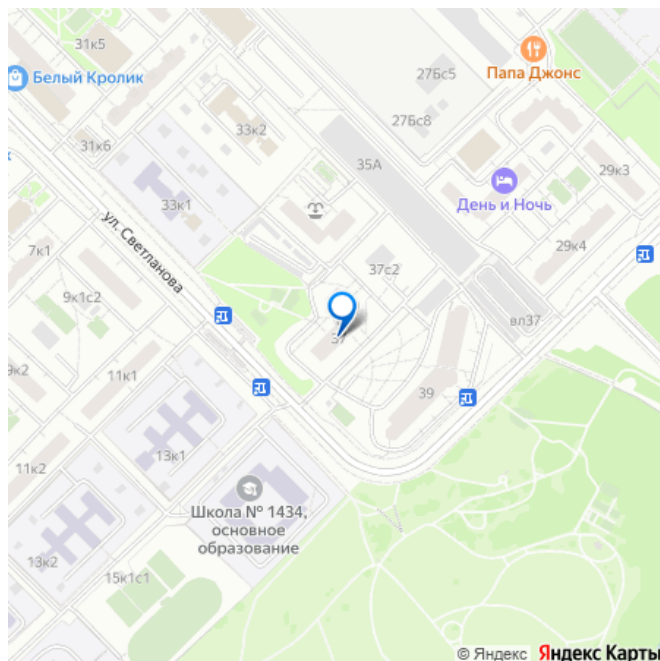 31к5
Папа Джонс
27Бс5
Белый Кролик
27Бс8
33к2
31к6
35А
29к3
День и Ночь
33к1
ул. Светланова
29к4
7к1
37с2
9к1с2
вл37
37
11к1
39
13к1
11к2
Школа № 1434,
основное
образование
13к2
15к1с1
© Яндекс Яндекс Карты